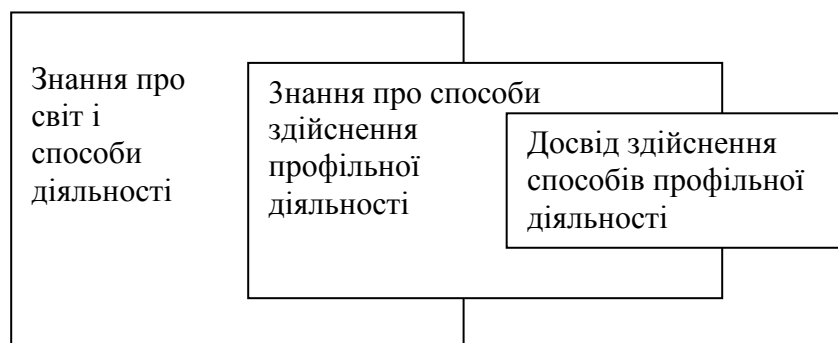 Знання про
світ і
способи
діяльності
Знання про способи
здійснення
профільної
діяльності
Досвід здійснення
способів профільної
діяльності